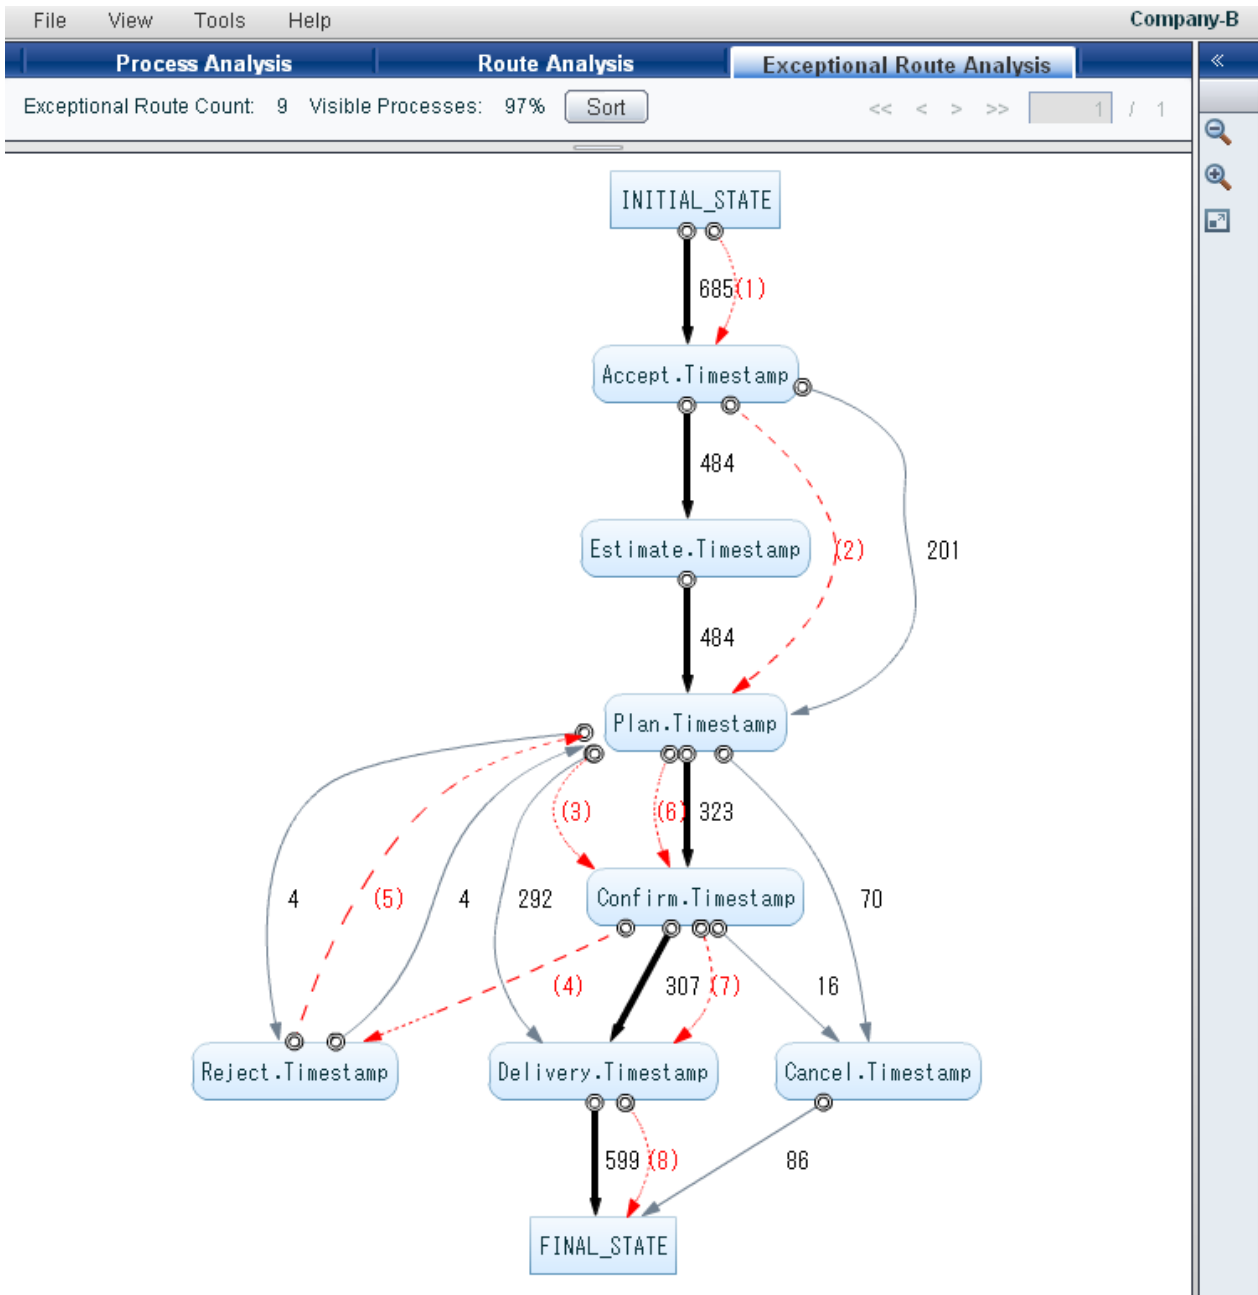 File View Tools Help Company-B
Process Analysis Route Analysis Exceptional Route Analysis «
Exceptional Route Count: 9 Visible Processes: 97% Sort << < > >> 1 / 1
INITIAL_STATE
685 (1)
Accept.Timestamp
484
Estimate.Timestamp (2) 201
484
Plan.Timestamp
(3) (6) 323
4 (5) 4 292 Confirm.Timestamp 70
(4) 307 (7) 16
Reject.Timestamp Delivery.Timestamp Cancel.Timestamp
599 (8) 86
FINAL_STATE